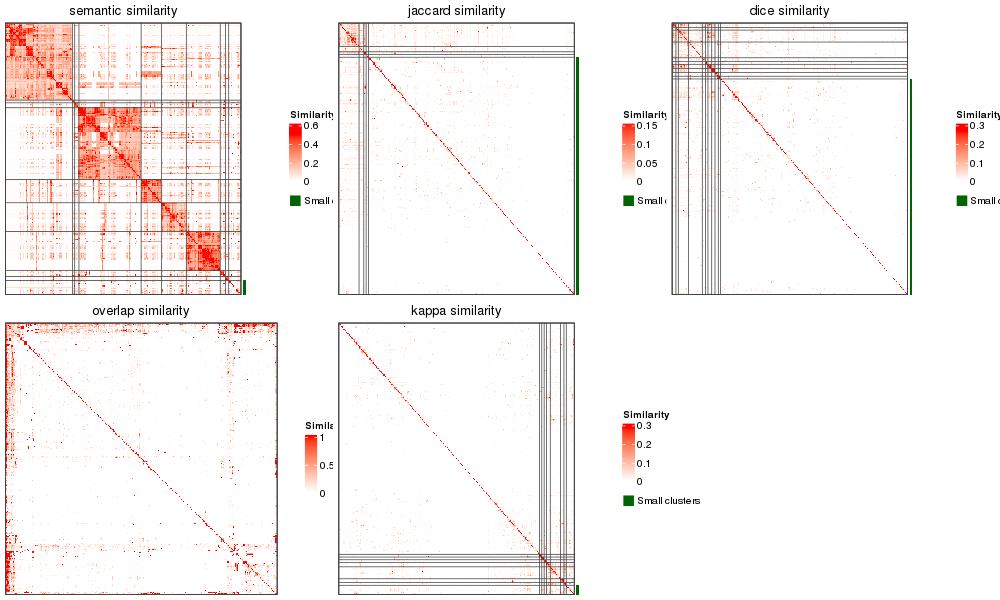 semantic similarity
jaccard similarity
dice similarity
Similarity
0.6
0.4
0.2
0
Small
Similarity
0.15
0.1
0.05
0
Small
Similarity
0.3
0.2
0.1
0
Small
overlap similarity
kappa similarity
Simila
1
0.5
0
Similarity
0.3
0.2
0.1
0
Small clusters